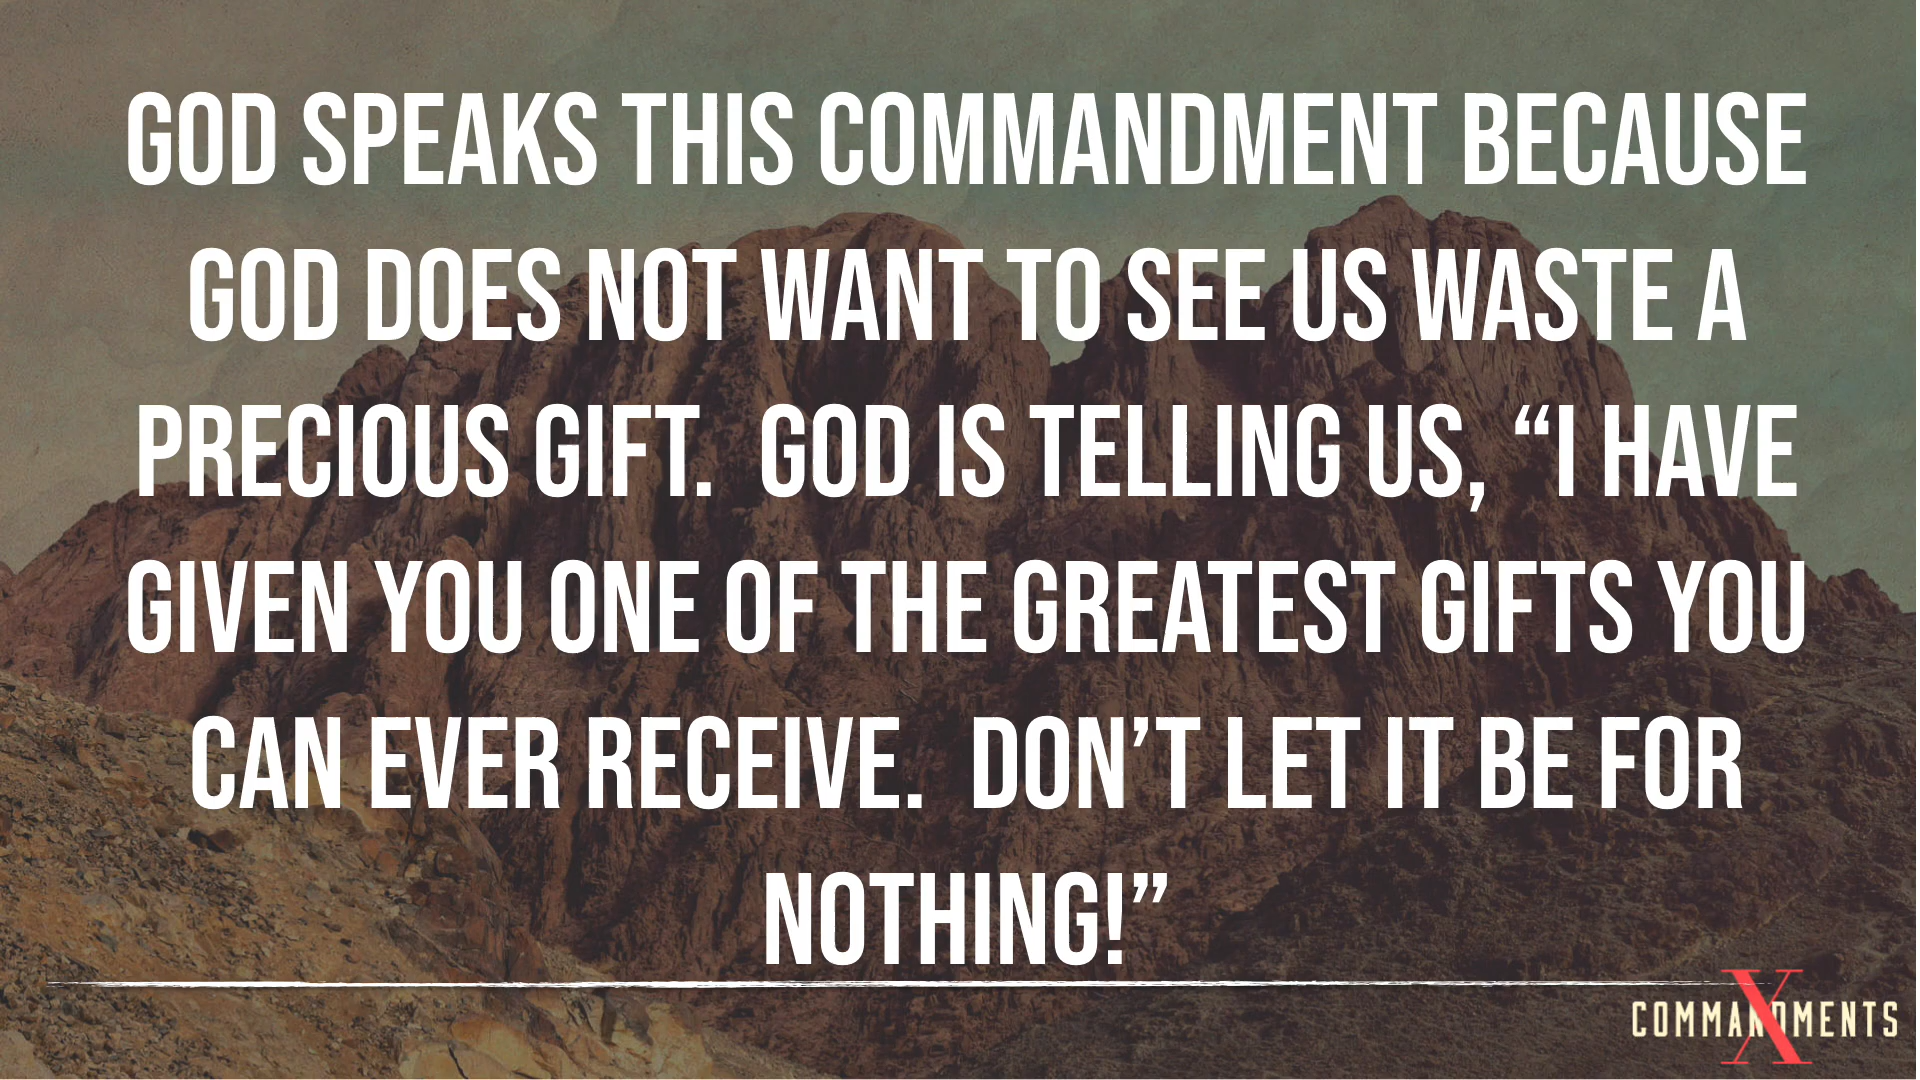 GOD SPEAKS THIS COMMANDMENT BECAUSE
GOD DOES NOT WANT TO SEE US WASTE A
PRECIOUS GIFT.  GOD IS TELLING US, “I HAVE
GIVEN YOU ONE OF THE GREATEST GIFTS YOU
CAN EVER RECEIVE.  DON’T LET IT BE FOR
NOTHING!”
X
COMMANDMENTS